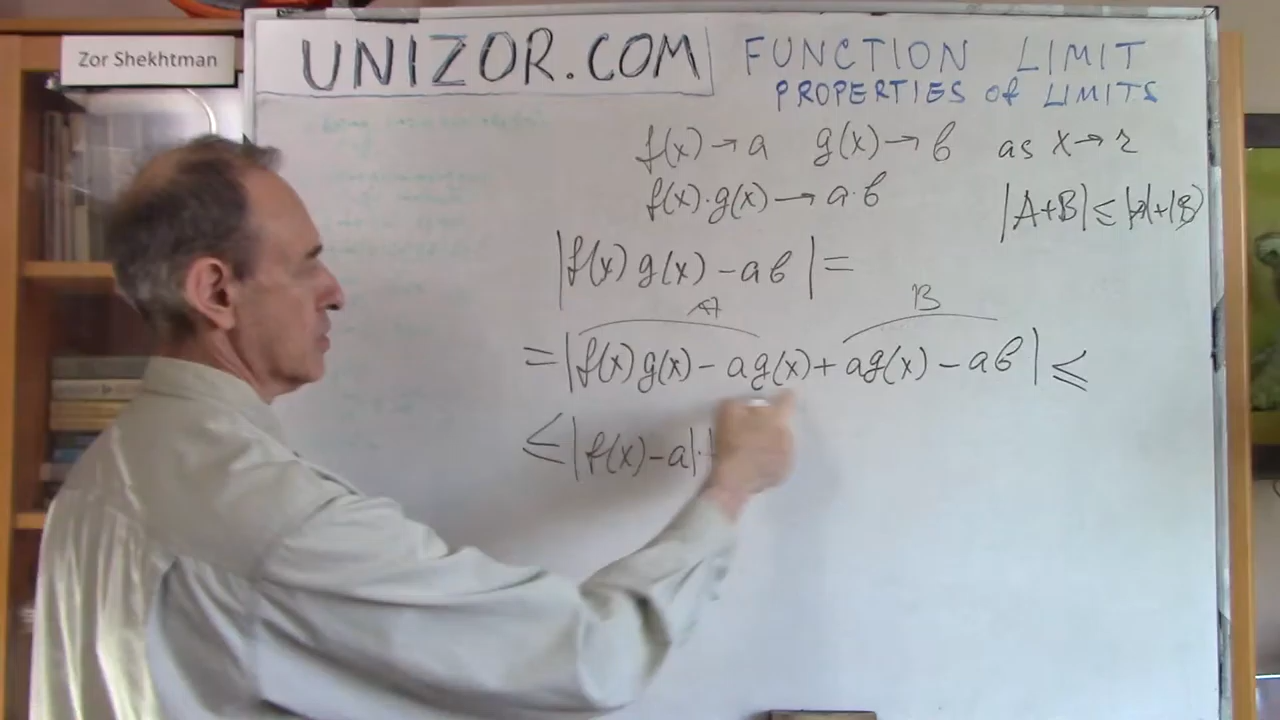 Zor Shekhtman
UNIZOR.COM
FUNCTION LIMIT
PROPERTIES of LIMITS
f(x)→a g(x)→b as x→r
f(x)·g(x)→a·b
|A+B|≤|A|+|B|
|f(x)g(x)-ab|=
A B
=|f(x)g(x)-ag(x)+ag(x)-ab|≤
≤|f(x)-a|·|